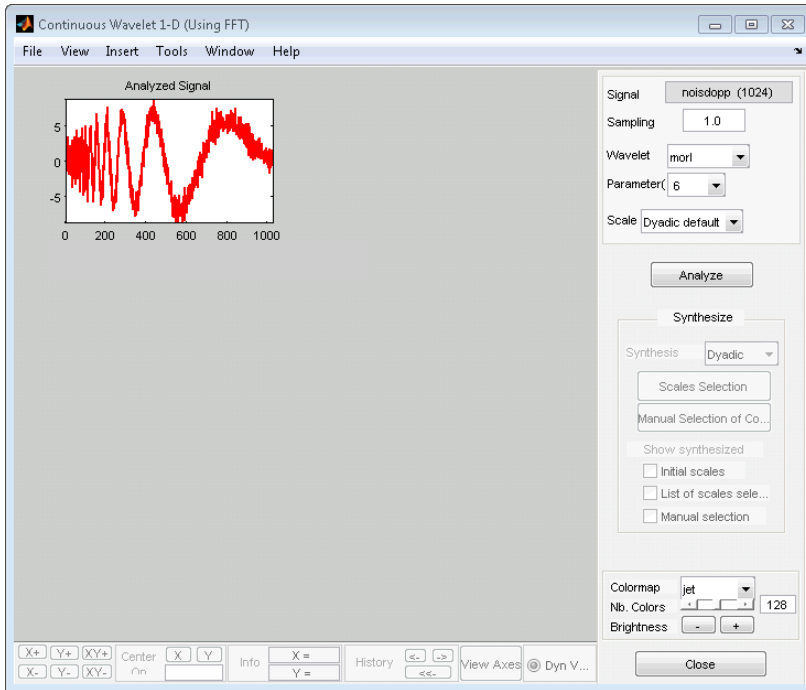 Continuous Wavelet 1-D (Using FFT)
File View Insert Tools Window Help
Analyzed Signal
5
0
-5
0 200 400 600 800 1000
Signal noisdopp (1024)
Sampling 1.0
Wavelet morl
Parameter( 6
Scale Dyadic default
Analyze
Synthesize
Synthesis Dyadic
Scales Selection
Manual Selection of Co...
Show synthesized
Initial scales
List of scales sele...
Manual selection
Colormap jet
Nb. Colors 128
Brightness - +
X+ Y+ XY+ Center X Y Info X = History <- -> View Axes Dyn V...
X- Y- XY- On Y = <<-
Close